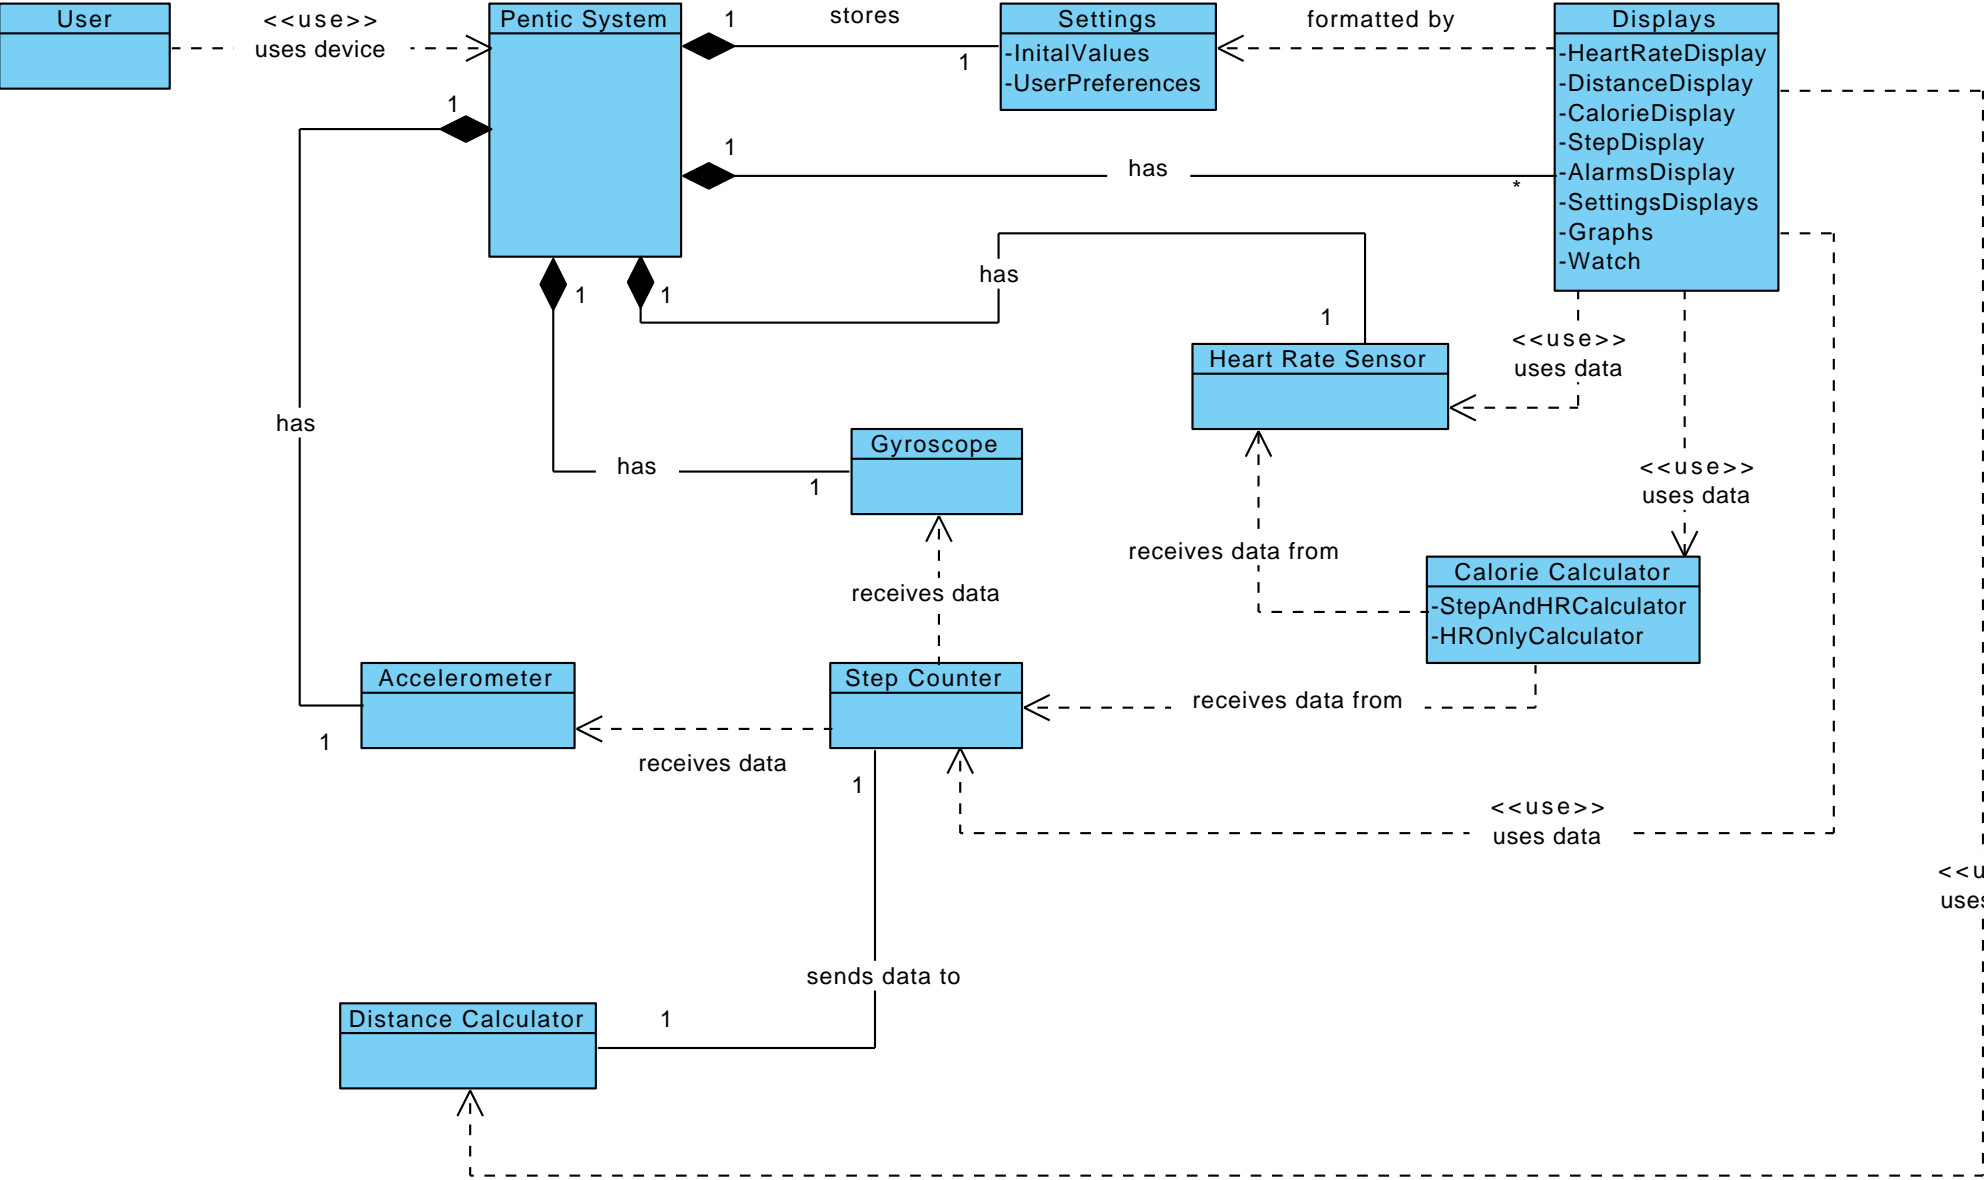 User
<<use>>
uses device
Pentic System
1
stores
1
Settings
-InitalValues
-UserPreferences
formatted by
Displays
-HeartRateDisplay
-DistanceDisplay
-CalorieDisplay
-StepDisplay
-AlarmsDisplay
-SettingsDisplays
-Graphs
-Watch
1
1
has
*
1
1
has
1
<<use>>
uses data
Heart Rate Sensor
has
Gyroscope
has
1
<<use>>
uses data
receives data from
Calorie Calculator
-StepAndHRCalculator
-HROnlyCalculator
receives data
Accelerometer
Step Counter
receives data from
1
receives data
1
<<use>>
uses data
<<u
uses
sends data to
Distance Calculator
1